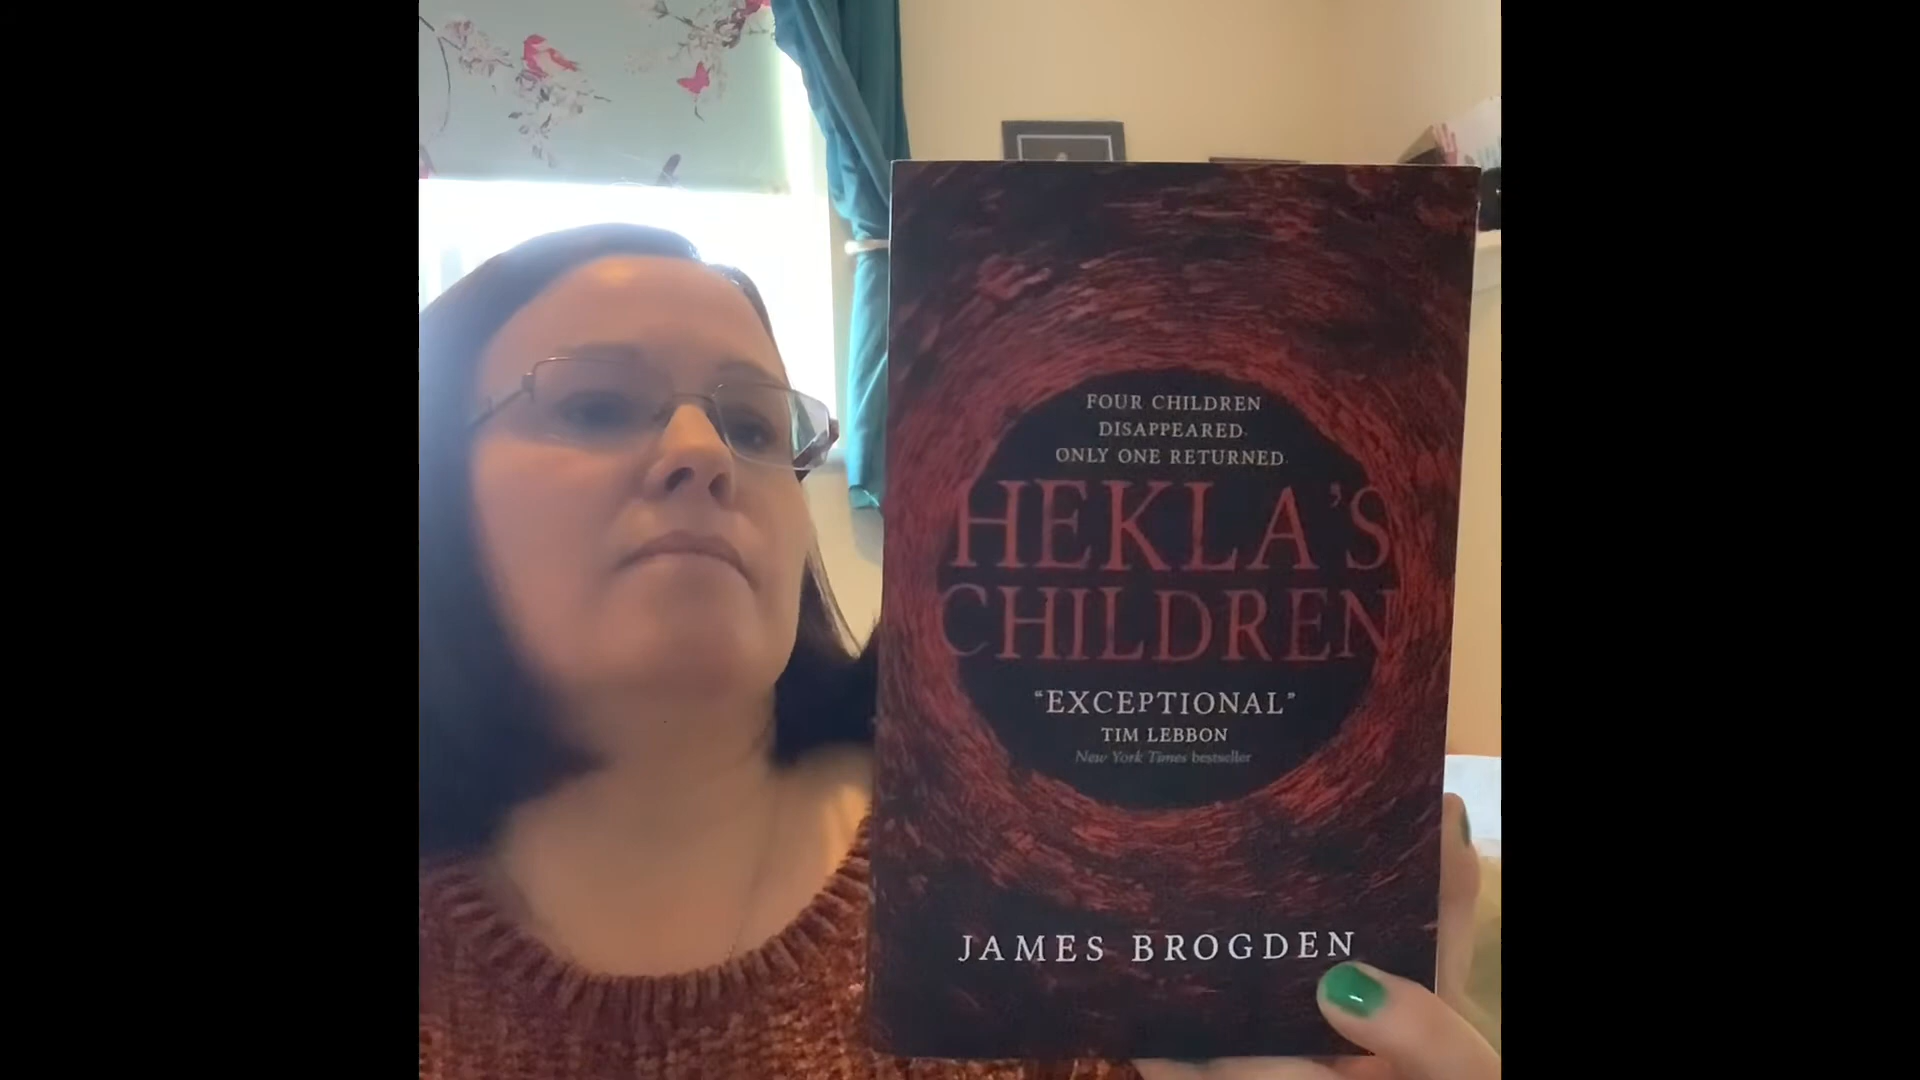 FOUR CHILDREN
DISAPPEARED.
ONLY ONE RETURNED.
HEKLA'S
CHILDREN
“EXCEPTIONAL”
TIM LEBBON
New York Times bestseller
JAMES BROGDEN